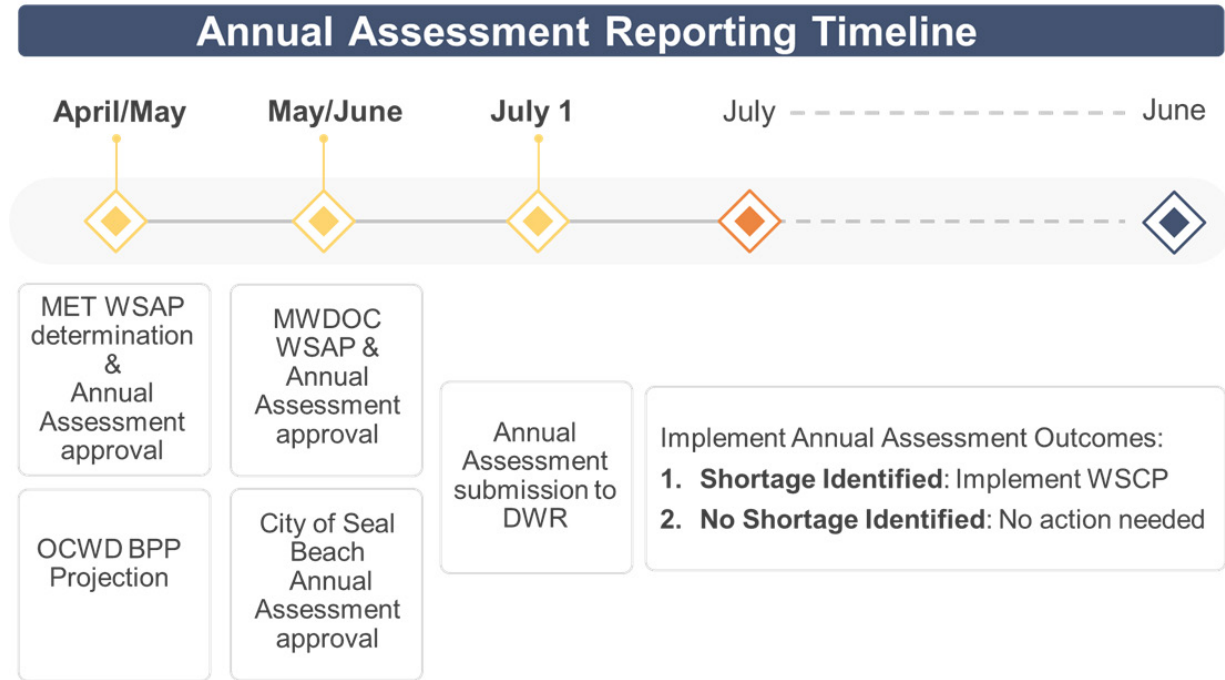 Annual Assessment Reporting Timeline
April/May
May/June
July 1
July
June
MET WSAP
determination
&
Annual
Assessment
approval
OCWD BPP
Projection
MWDOC
WSAP &
Annual
Assessment
approval
City of Seal
Beach
Annual
Assessment
approval
Annual
Assessment
submission to
DWR
Implement Annual Assessment Outcomes:
1. Shortage Identified: Implement WSCP
2. No Shortage Identified: No action needed